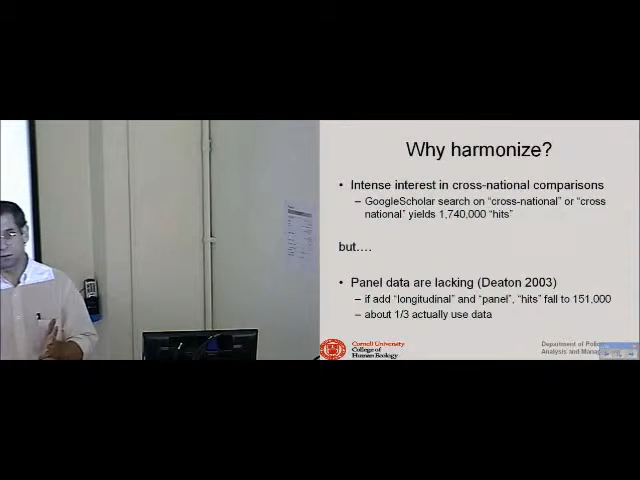 Why harmonize?
• Intense interest in cross-national comparisons
– GoogleScholar search on "cross-national" or "cross
national" yields 1,740,000 "hits"
but....
• Panel data are lacking (Deaton 2003)
– if add "longitudinal" and "panel", "hits" fall to 151,000
– about 1/3 actually use data
Cornell University
College of
Human Ecology
Department of
Analysis and